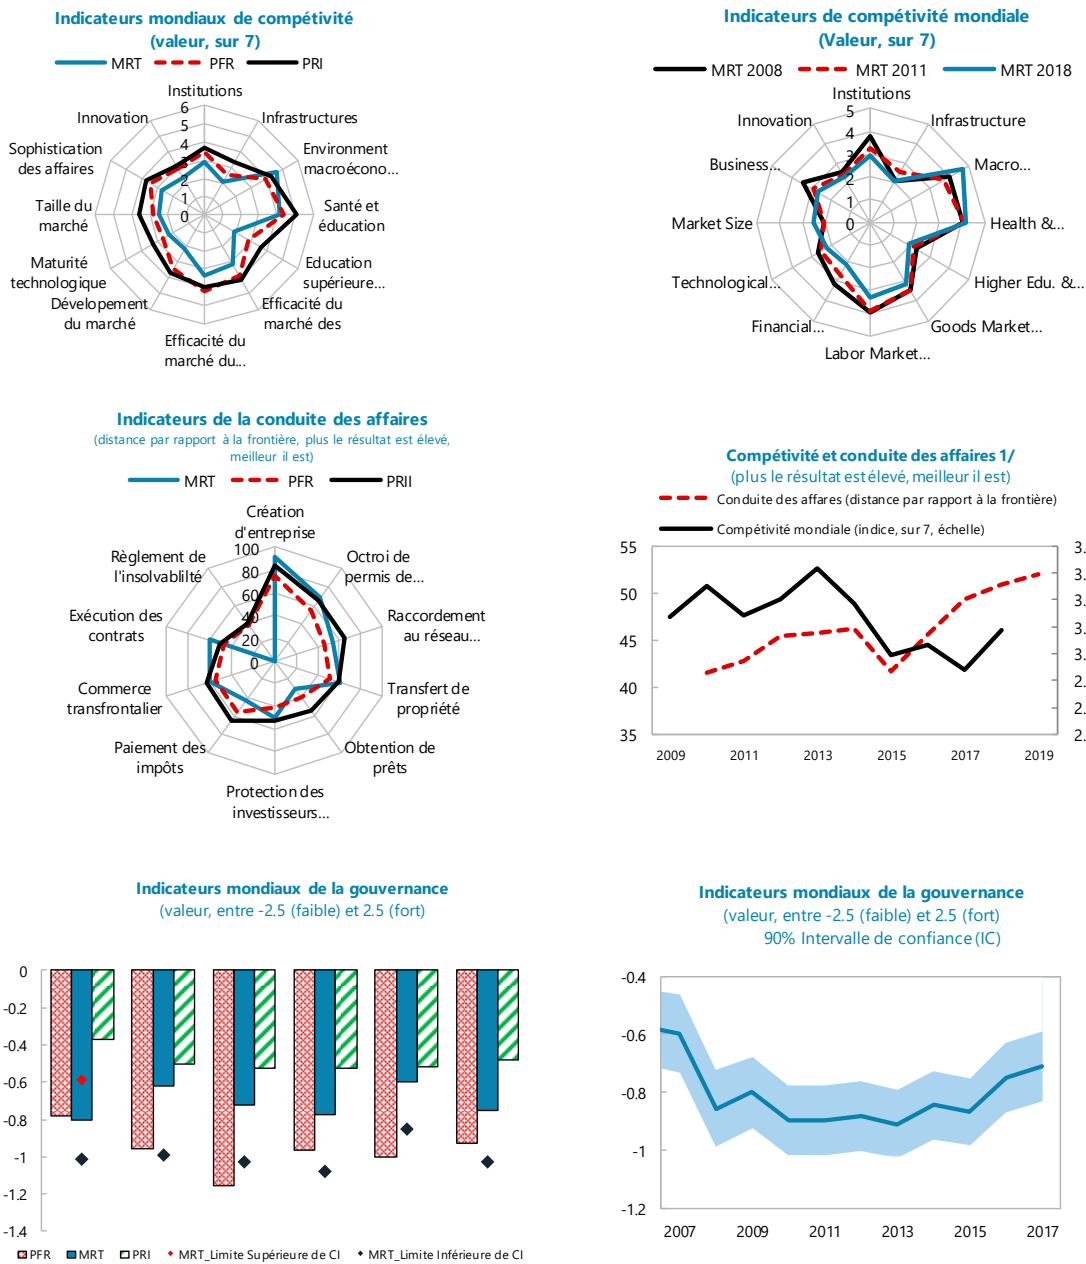 Indicateurs mondiaux de compétivité
(valeur, sur 7)
MRT PFR PRI
Institutions
Infrastructures
Environment
macroécono...
Santé et
éducation
Education
supérieure...
Efficacité du
marché des
Efficacité du
marché du...
Dévelopement
du marché
Maturité
technologique
Taille du
marché
Sophistication
des affaires
Innovation
6
5
4
3
2
1
0
Indicateurs de compétivité mondiale
(Valeur, sur 7)
MRT 2008 MRT 2011 MRT 2018
Institutions
Infrastructure
Macro...
Health &...
Higher Edu. &...
Goods Market...
Labor Market...
Financial...
Technological...
Market Size
Business...
Innovation
5
4
3
2
1
0
Indicateurs de la conduite des affaires
(distance par rapport à la frontière, plus le résultat est élevé,
meilleur il est)
MRT PFR PRII
Création
d'entreprise
Octroi de
permis de...
Raccordement
au réseau...
Transfert de
propriété
Obtention de
prêts
Protection des
investisseurs...
Paiement des
impôts
Commerce
transfrontalier
Exécution des
contrats
Règlement de
l'insolvablilté
100
80
60
40
20
0
Compétivité et conduite des affaires 1/
(plus le résultat est élevé, meilleur il est)
Conduite des affares (distance par rapport à la frontière)
Compétivité mondiale (indice, sur 7, échelle)
55
50
45
40
35
3.
3.
3.
3.
3.
2.
2.
2.
2009 2011 2013 2015 2017 2019
Indicateurs mondiaux de la gouvernance
(valeur, entre -2.5 (faible) et 2.5 (fort)
0
-0.2
-0.4
-0.6
-0.8
-1
-1.2
-1.4
PFR MRT PRI MRT_Limite Supérieure de CI MRT_Limite Inférieure de CI
Indicateurs mondiaux de la gouvernance
(valeur, entre -2.5 (faible) et 2.5 (fort)
90% Intervalle de confiance (IC)
-0.4
-0.6
-0.8
-1
-1.2
2007 2009 2011 2013 2015 2017